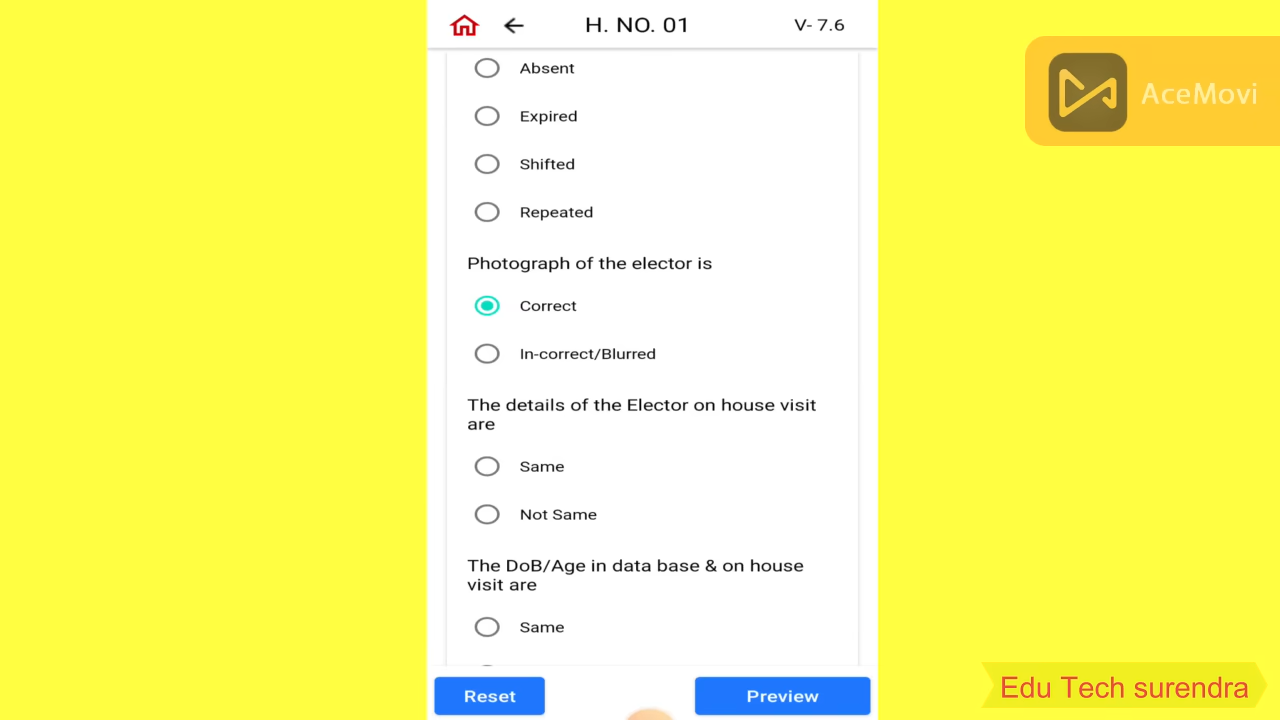 H. NO. 01
V- 7.6
Absent
Expired
Shifted
Repeated
Photograph of the elector is
Correct
In-correct/Blurred
The details of the Elector on house visit
are
Same
Not Same
The DoB/Age in data base & on house
visit are
Same
Reset
Preview
AceMovi
Edu Tech surendra